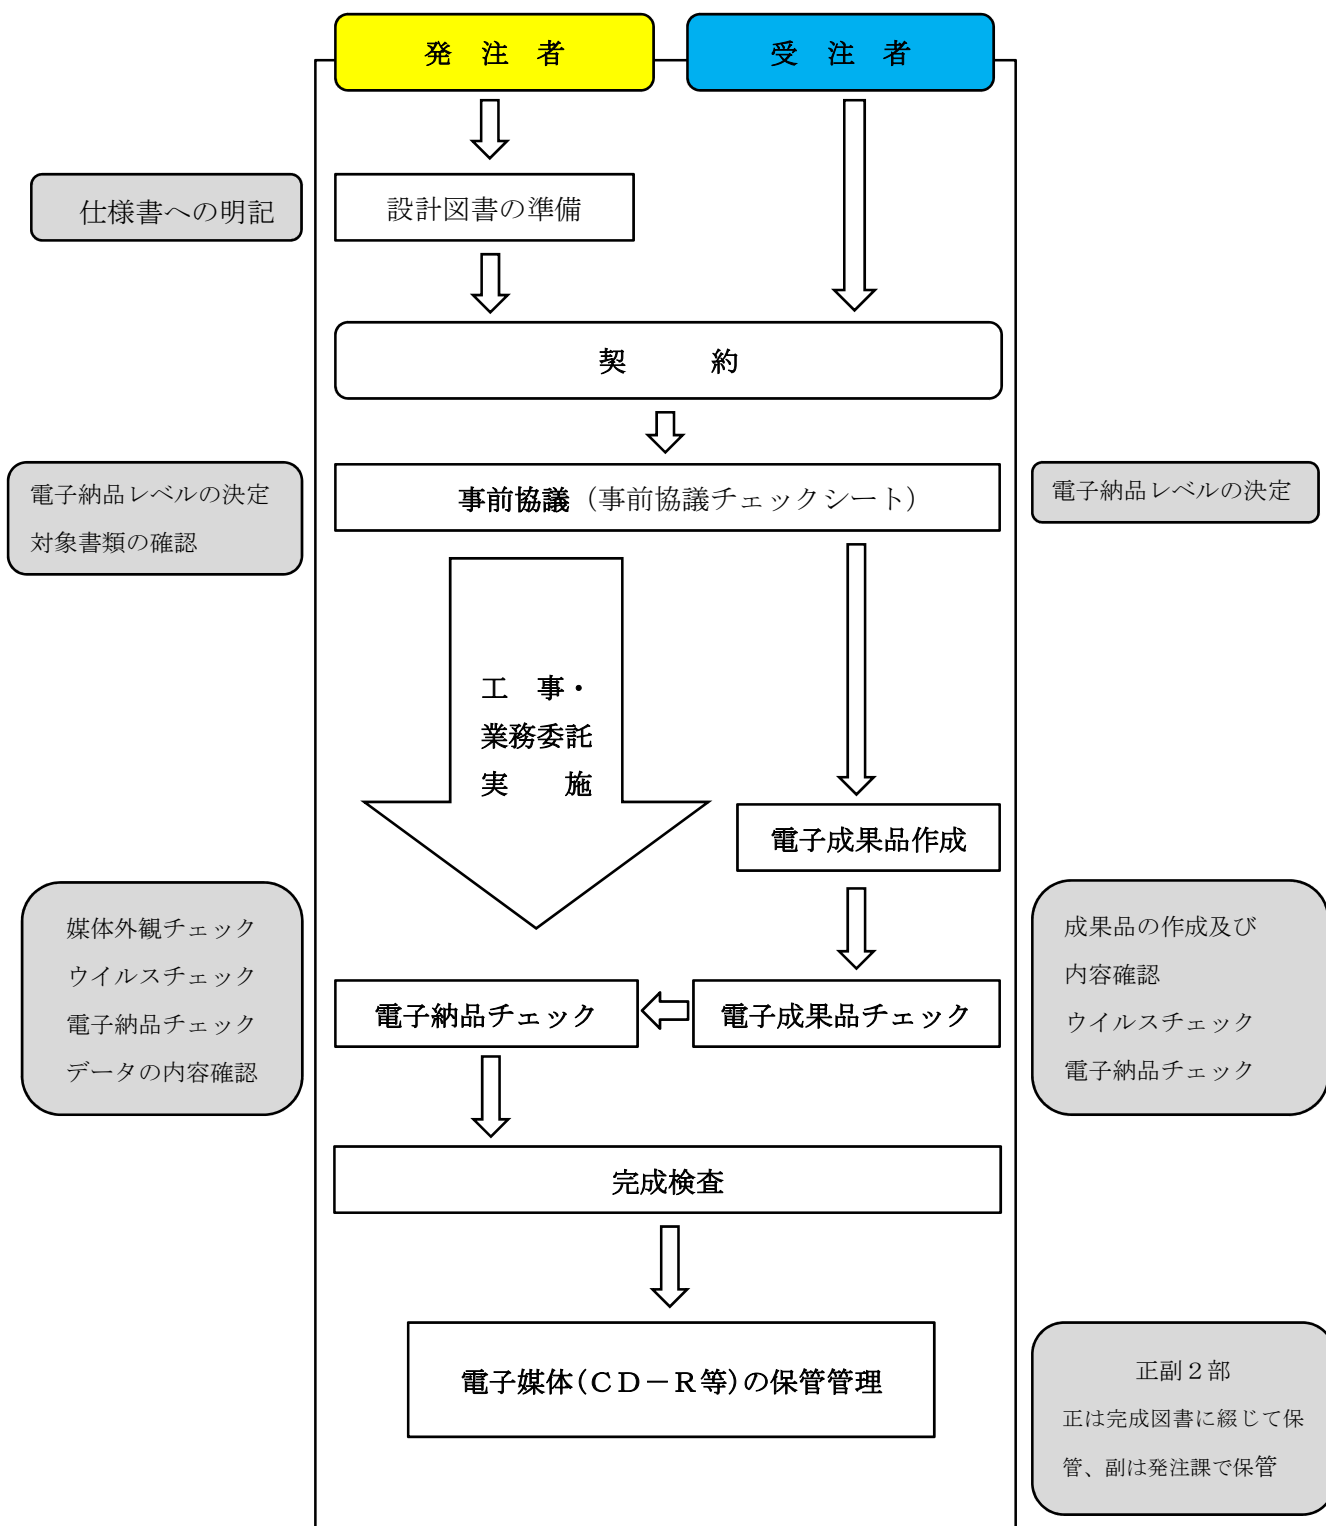 発 注 者
受 注 者
仕様書への明記
設計図書の準備
契 約
電子納品レベルの決定
対象書類の確認
事前協議（事前協議チェックシート）
電子納品レベルの決定
工 事・
業務委託
実 施
電子成果品作成
媒体外観チェック
ウイルスチェック
電子納品チェック
データの内容確認
電子納品チェック
電子成果品チェック
成果品の作成及び
内容確認
ウイルスチェック
電子納品チェック
完成検査
電子媒体(ＣＤ－Ｒ等)の保管管理
正副２部
正は完成図書に綴じて保
管、副は発注課で保管